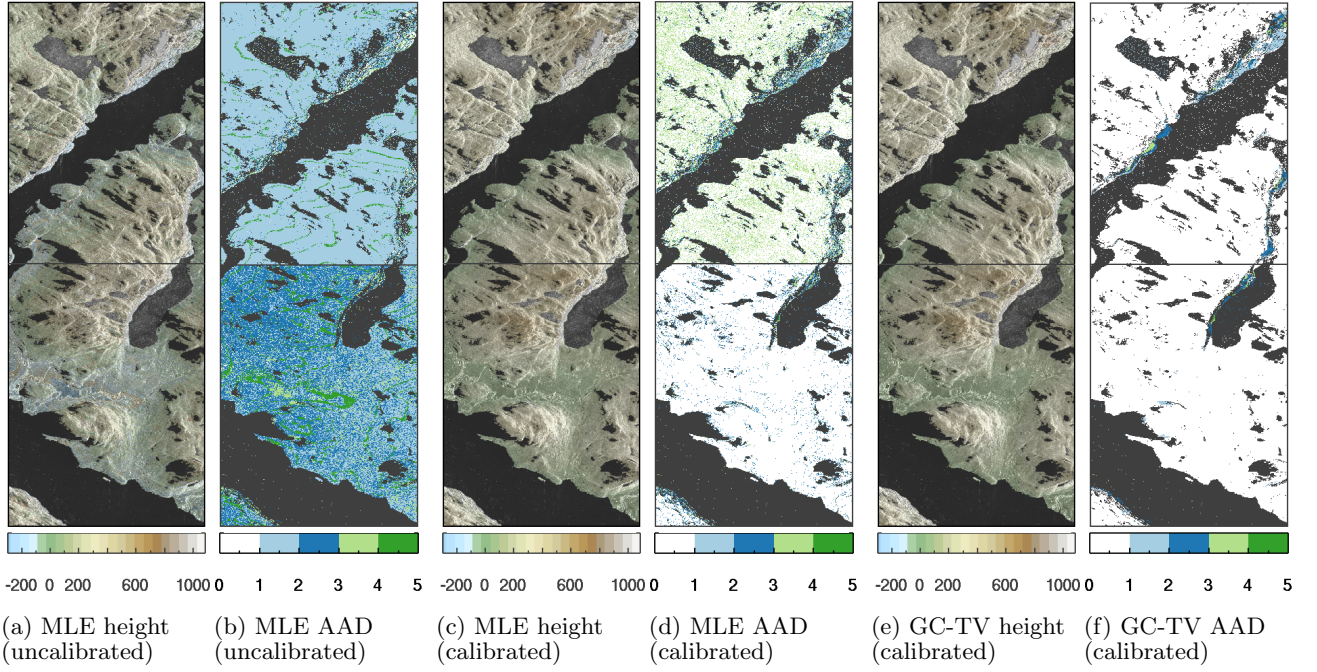 -200 0 200 600 1000 0 1 2 3 4 5 -200 0 200 600 1000 0 1 2 3 4 5 -200 0 200 600 1000 0 1 2 3 4 5
(a) MLE height (b) MLE AAD (c) MLE height (d) MLE AAD (e) GC-TV height (f) GC-TV AAD
(uncalibrated) (uncalibrated) (calibrated) (calibrated) (calibrated) (calibrated)